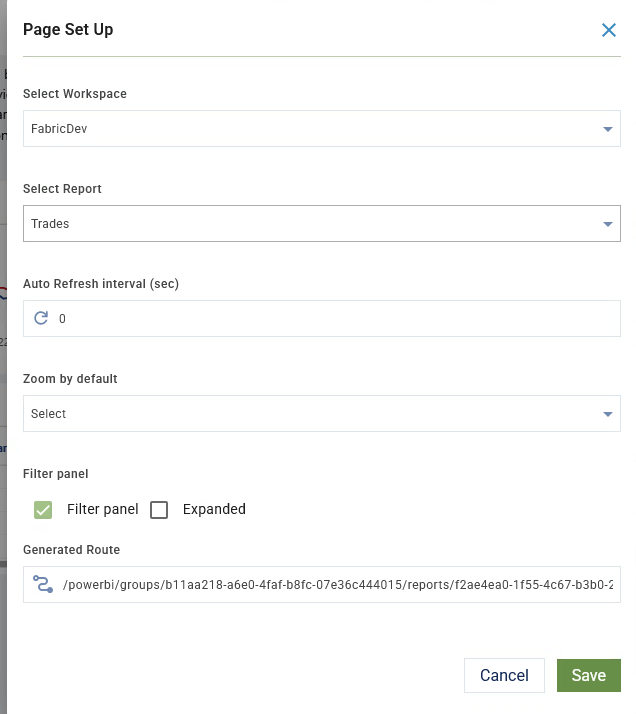 Page Set Up
Select Workspace
FabricDev
Select Report
Trades
Auto Refresh interval (sec)
0
Zoom by default
Select
Filter panel
Filter panel Expanded
Generated Route
/powerbi/groups/b11aa218-a6e0-4faf-b8fc-07e36c444015/reports/f2ae4ea0-1f55-4c67-b3b0-2
Cancel Save